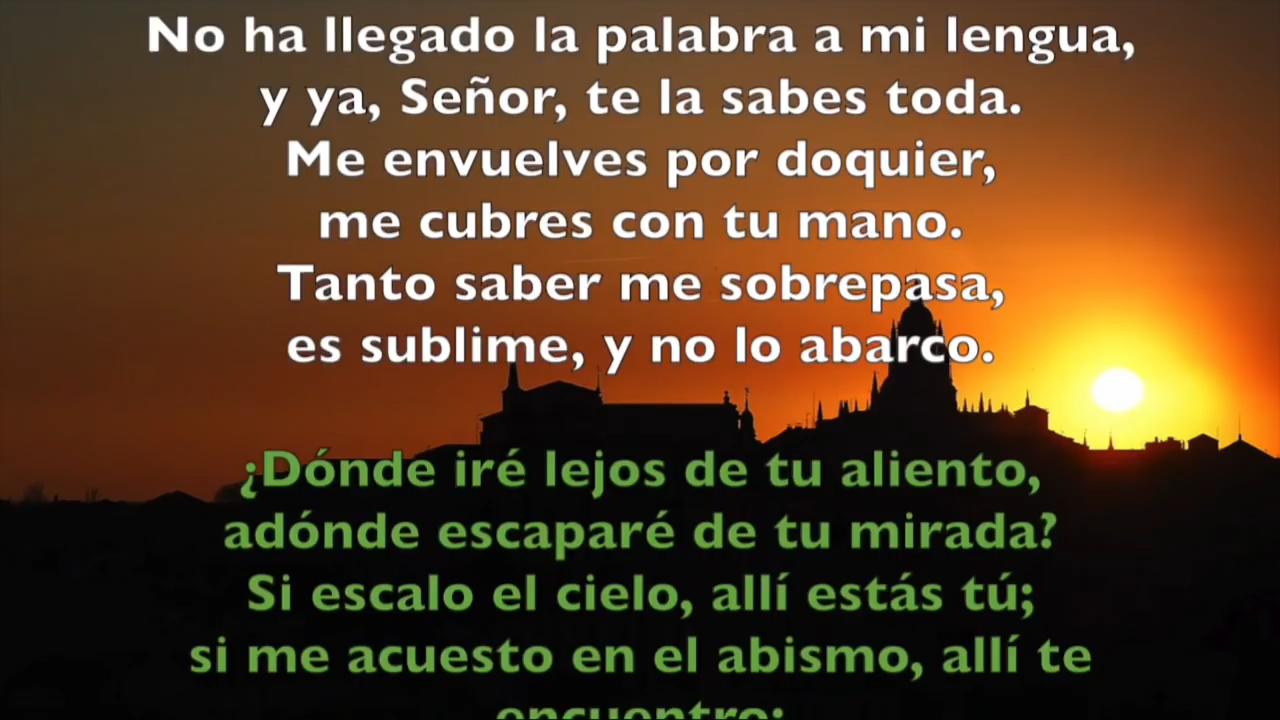 No ha llegado la palabra a mi lengua,
y ya, Señor, te la sabes toda.
Me envuelves por doquier,
me cubres con tu mano.
Tanto saber me sobrepasa,
es sublime, y no lo abarco.
¿Dónde iré lejos de tu aliento,
adónde escaparé de tu mirada?
Si escalo el cielo, allí estás tú;
si me acuesto en el abismo, allí te
encuentro;